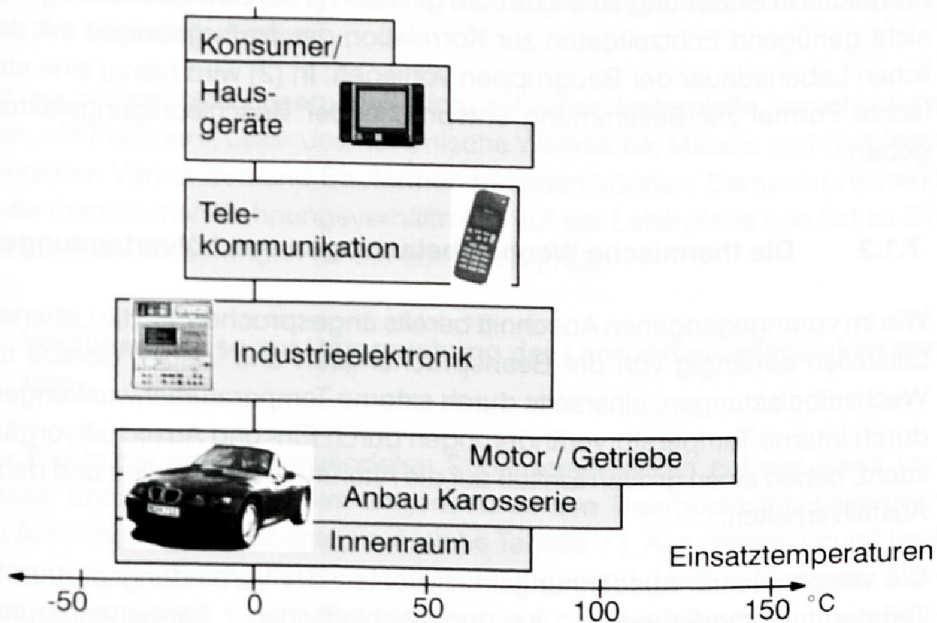 Konsumer/
Haus-
geräte
Tele-
kommunikation
Industrieelektronik
Motor / Getriebe
Anbau Karosserie
Innenraum
Einsatztemperaturen
-50 0 50 100 150 °C